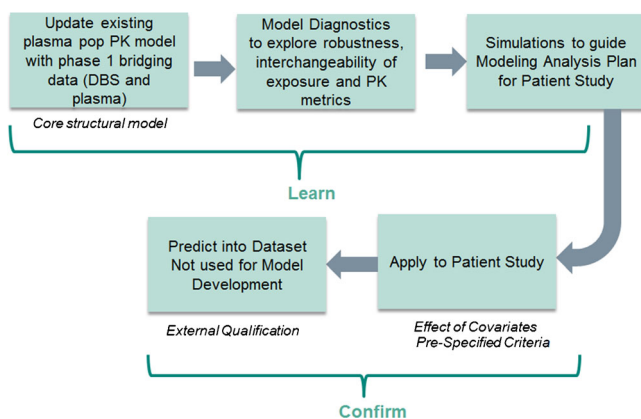 Update existing
plasma pop PK model
with phase 1 bridging
data (DBS and
plasma)
Core structural model
Model Diagnostics
to explore robustness,
interchangeability of
exposure and PK
metrics
Simulations to guide
Modeling Analysis Plan
for Patient Study
Learn
Predict into Dataset
Not used for Model
Development
External Qualification
Apply to Patient Study
Effect of Covariates
Pre-Specified Criteria
Confirm